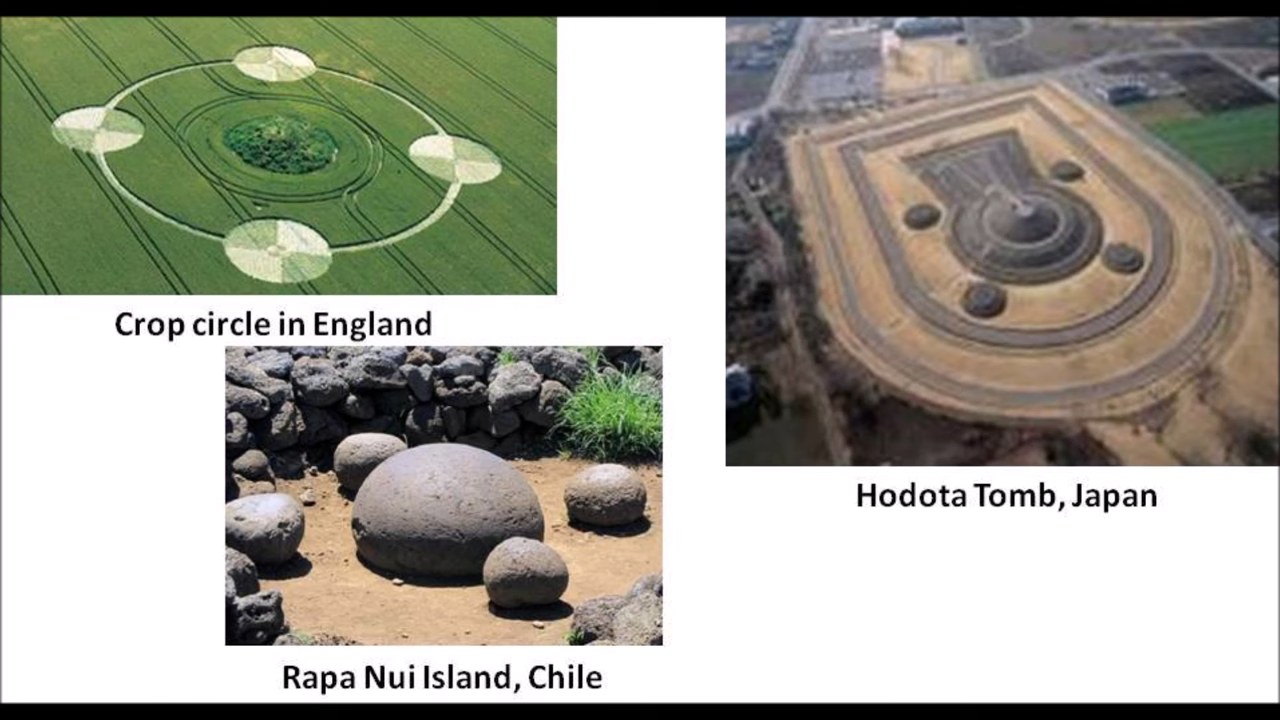 Crop circle in England
Hodota Tomb, Japan
Rapa Nui Island, Chile